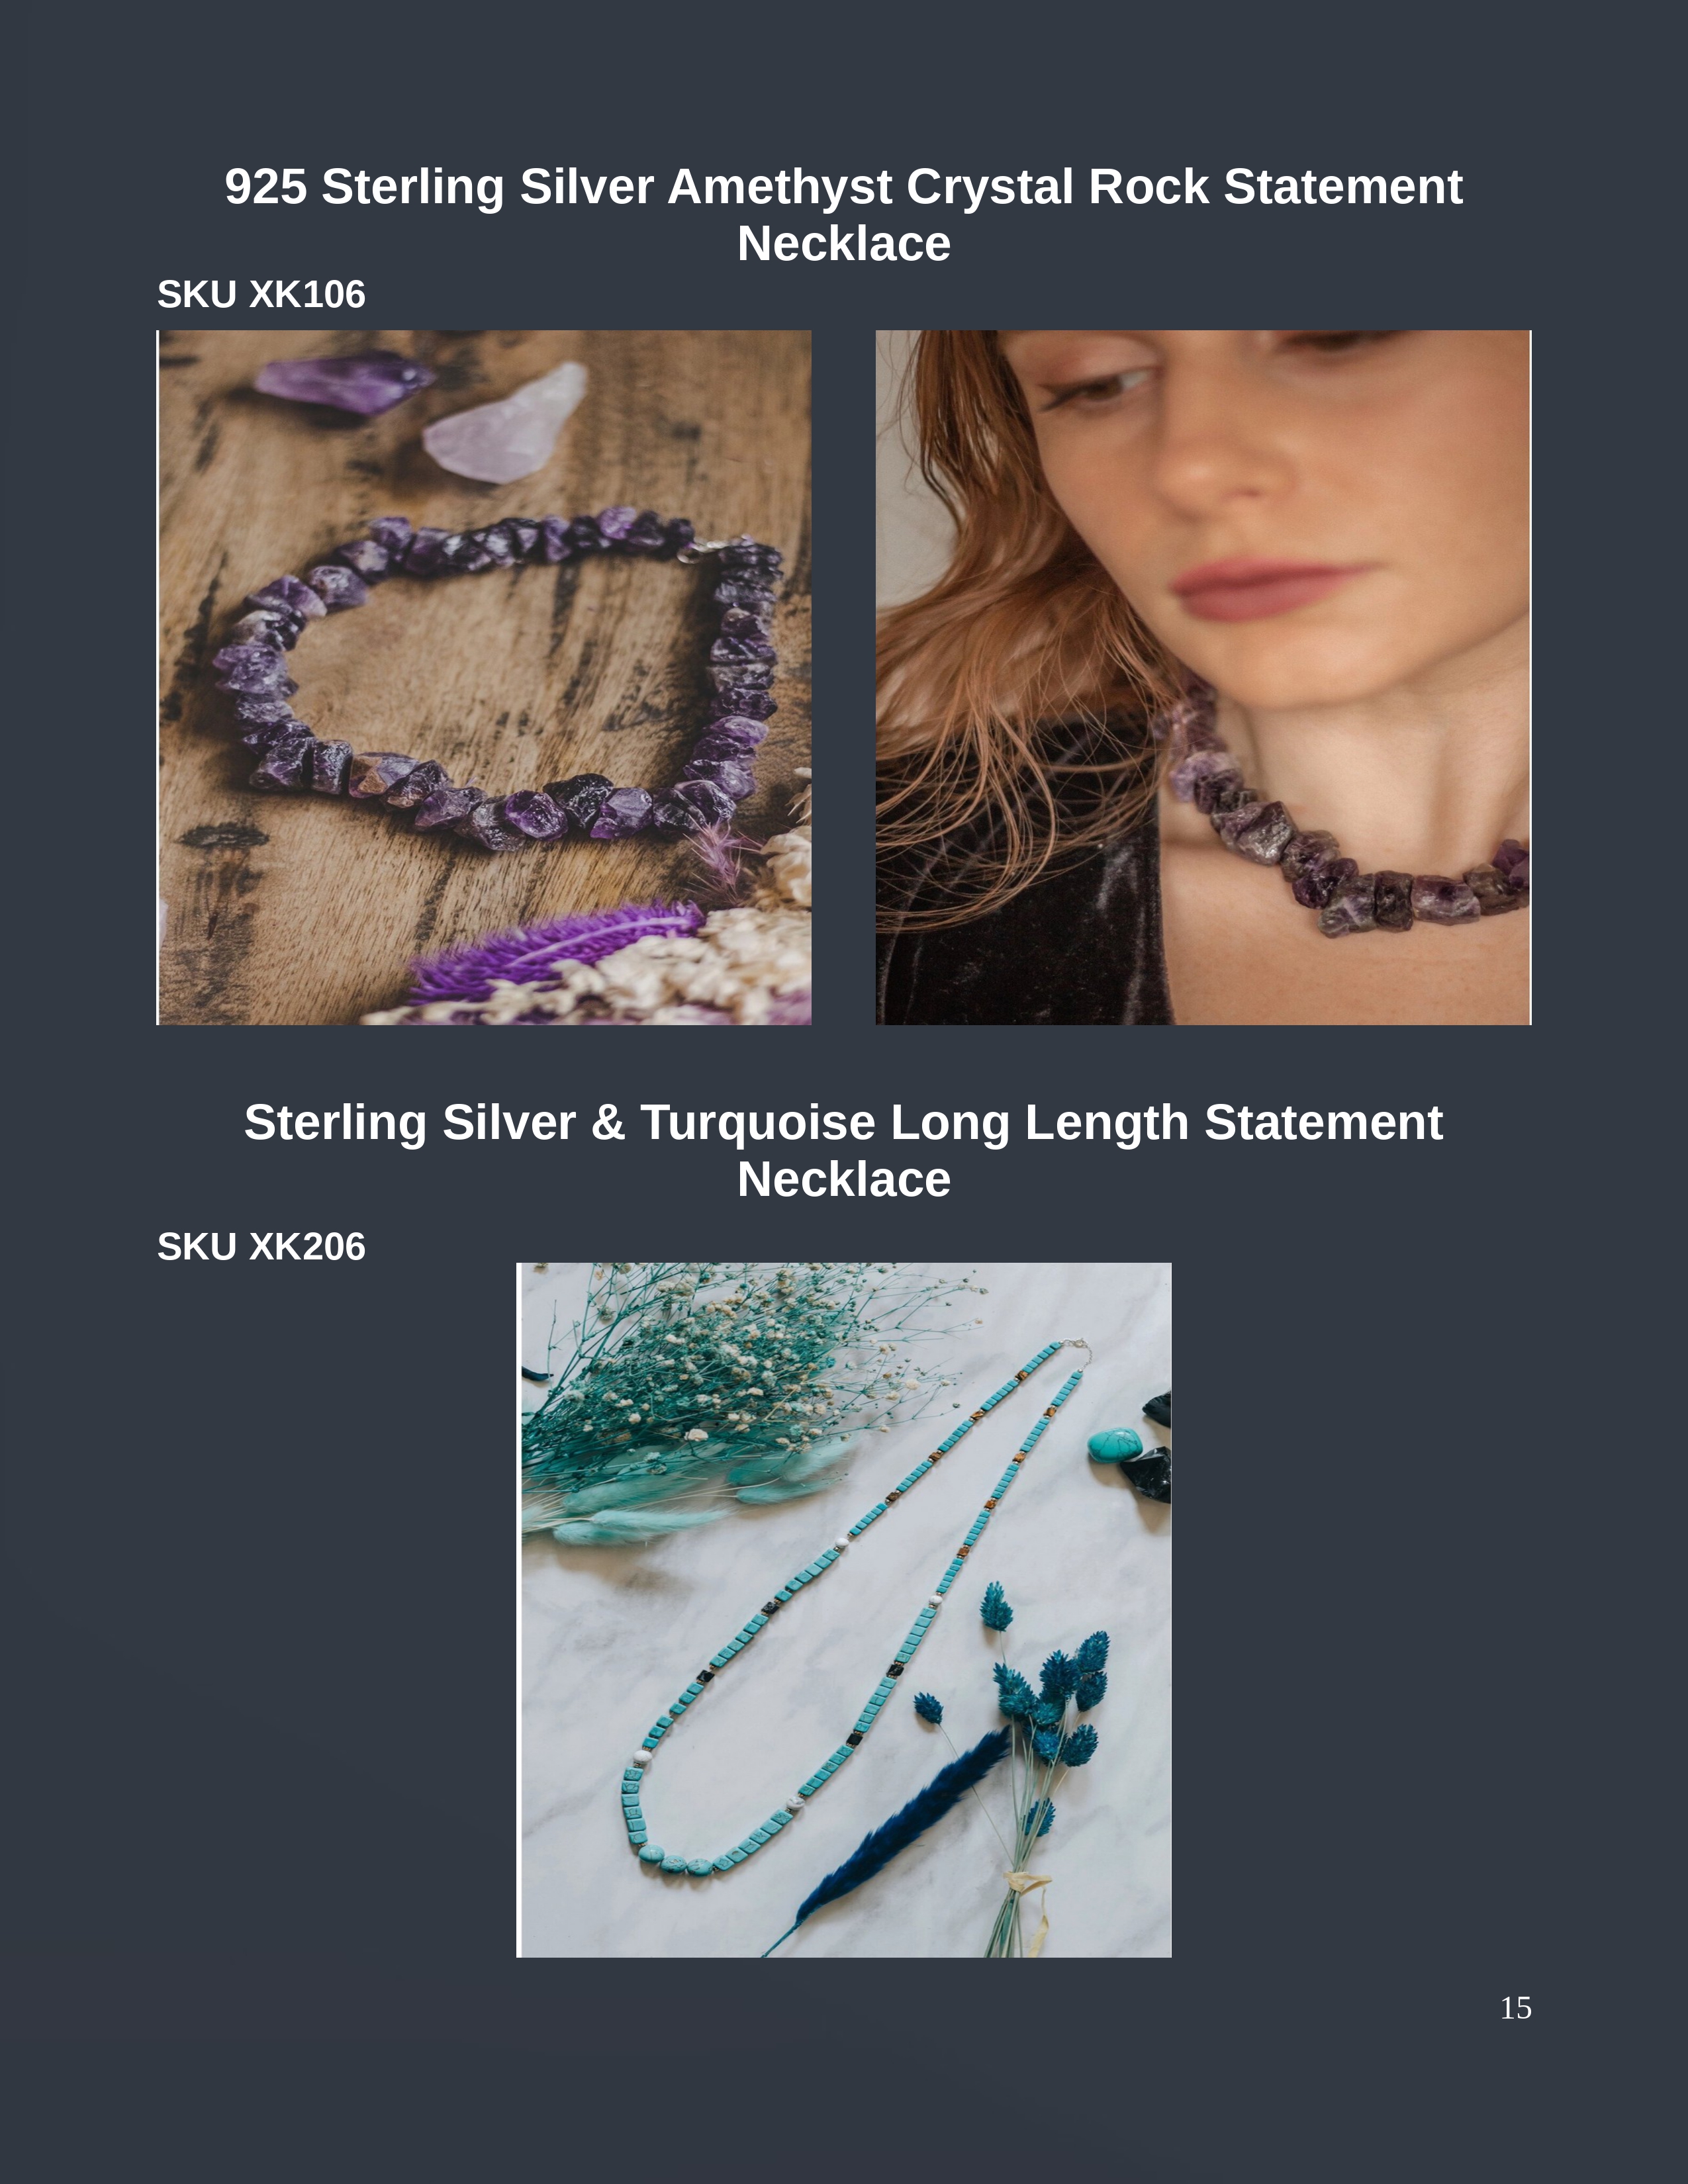 925 Sterling Silver Amethyst Crystal Rock Statement
Necklace
SKU XK106
Sterling Silver & Turquoise Long Length Statement
Necklace
SKU XK206
15